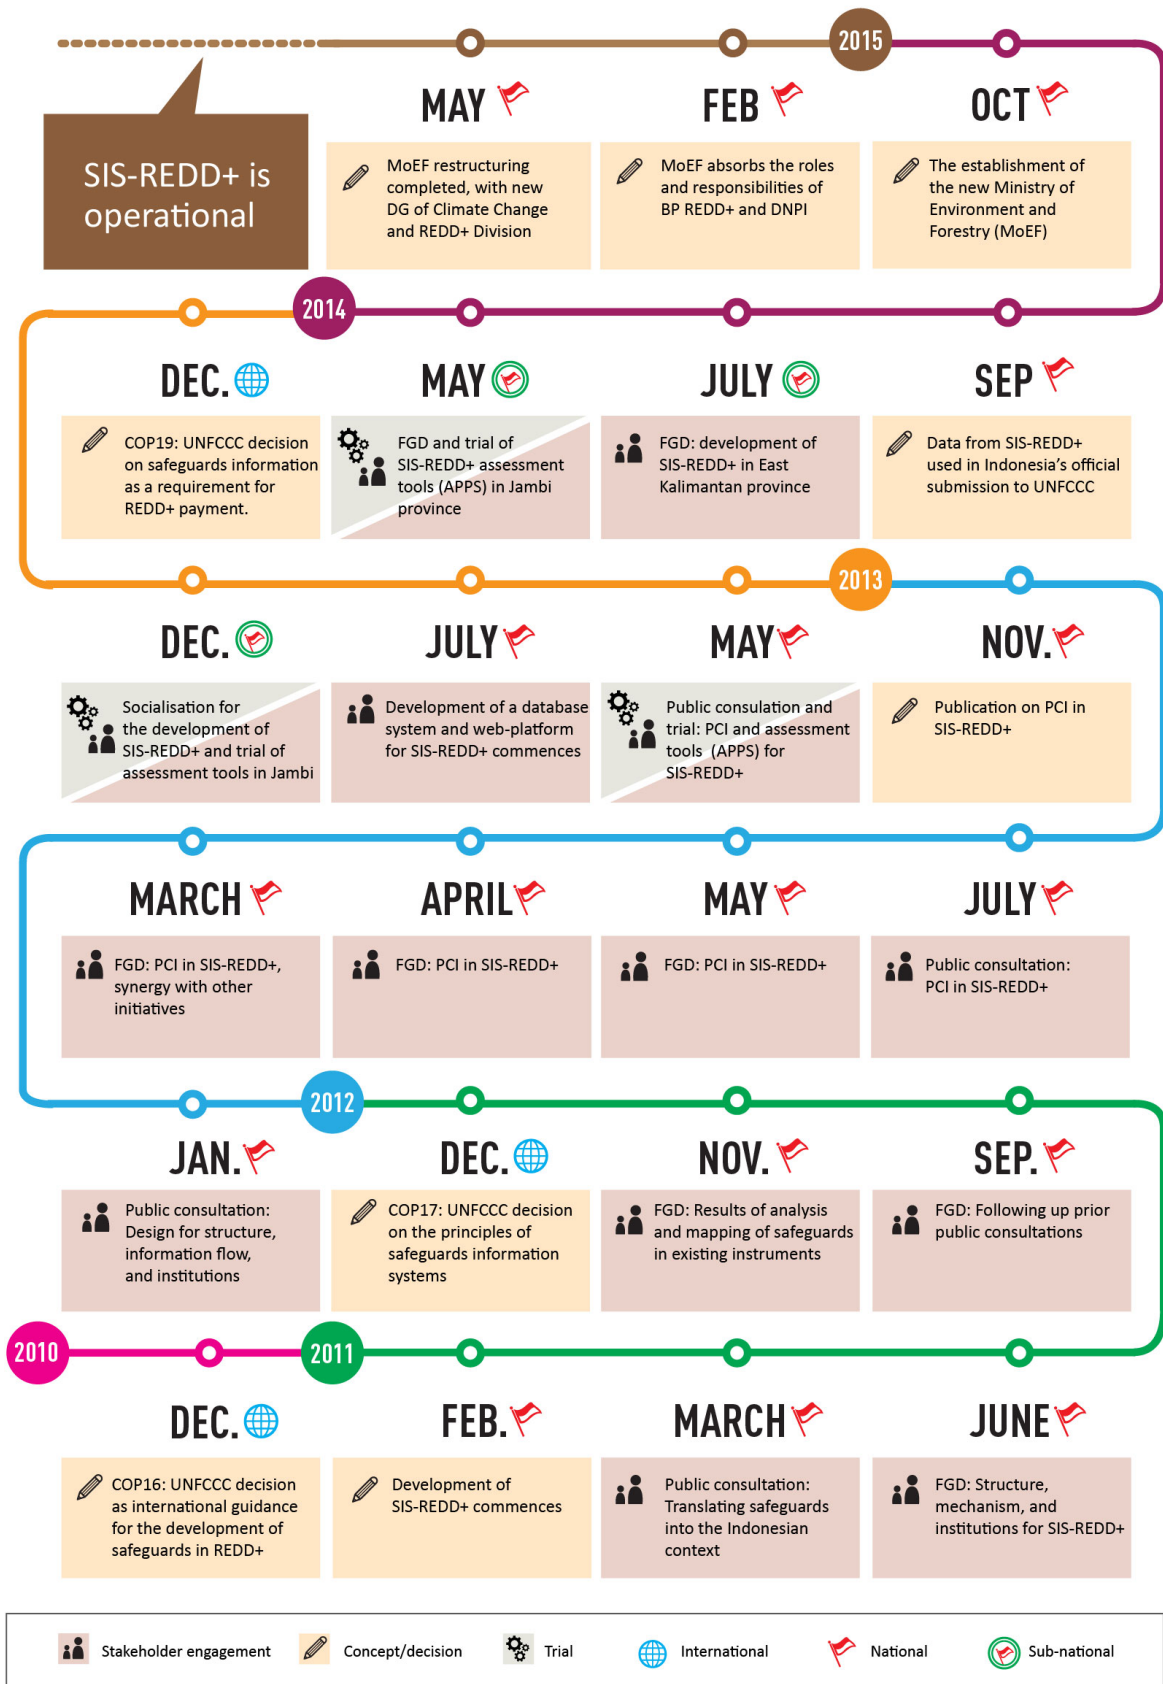 2015
MAY
FEB
OCT
SIS-REDD+ is
operational
MoEF restructuring
completed, with new
DG of Climate Change
and REDD+ Division
MoEF absorbs the roles
and responsibilities of
BP REDD+ and DNPI
The establishment of
the new Ministry of
Environment and
Forestry (MoEF)
2014
DEC.
MAY
JULY
SEP
COP19: UNFCCC decision
on safeguards information
as a requirement for
REDD+ payment.
FGD and trial of
SIS-REDD+ assessment
tools (APPS) in Jambi
province
FGD: development of
SIS-REDD+ in East
Kalimantan province
Data from SIS-REDD+
used in Indonesia's official
submission to UNFCCC
2013
DEC.
JULY
MAY
NOV.
Socialisation for
the development of
SIS-REDD+ and trial of
assessment tools in Jambi
Development of a database
system and web-platform
for SIS-REDD+ commences
Public consulation and
trial: PCI and assessment
tools (APPS) for
SIS-REDD+
Publication on PCI in
SIS-REDD+
MARCH
APRIL
MAY
JULY
FGD: PCI in SIS-REDD+,
synergy with other
initiatives
FGD: PCI in SIS-REDD+
FGD: PCI in SIS-REDD+
Public consultation:
PCI in SIS-REDD+
2012
JAN.
DEC.
NOV.
SEP.
Public consultation:
Design for structure,
information flow,
and institutions
COP17: UNFCCC decision
on the principles of
safeguards information
systems
FGD: Results of analysis
and mapping of safeguards
in existing instruments
FGD: Following up prior
public consultations
2010
2011
DEC.
FEB.
MARCH
JUNE
COP16: UNFCCC decision
as international guidance
for the development of
safeguards in REDD+
Development of
SIS-REDD+ commences
Public consultation:
Translating safeguards
into the Indonesian
context
FGD: Structure,
mechanism, and
institutions for SIS-REDD+
Stakeholder engagement
Concept/decision
Trial
International
National
Sub-national